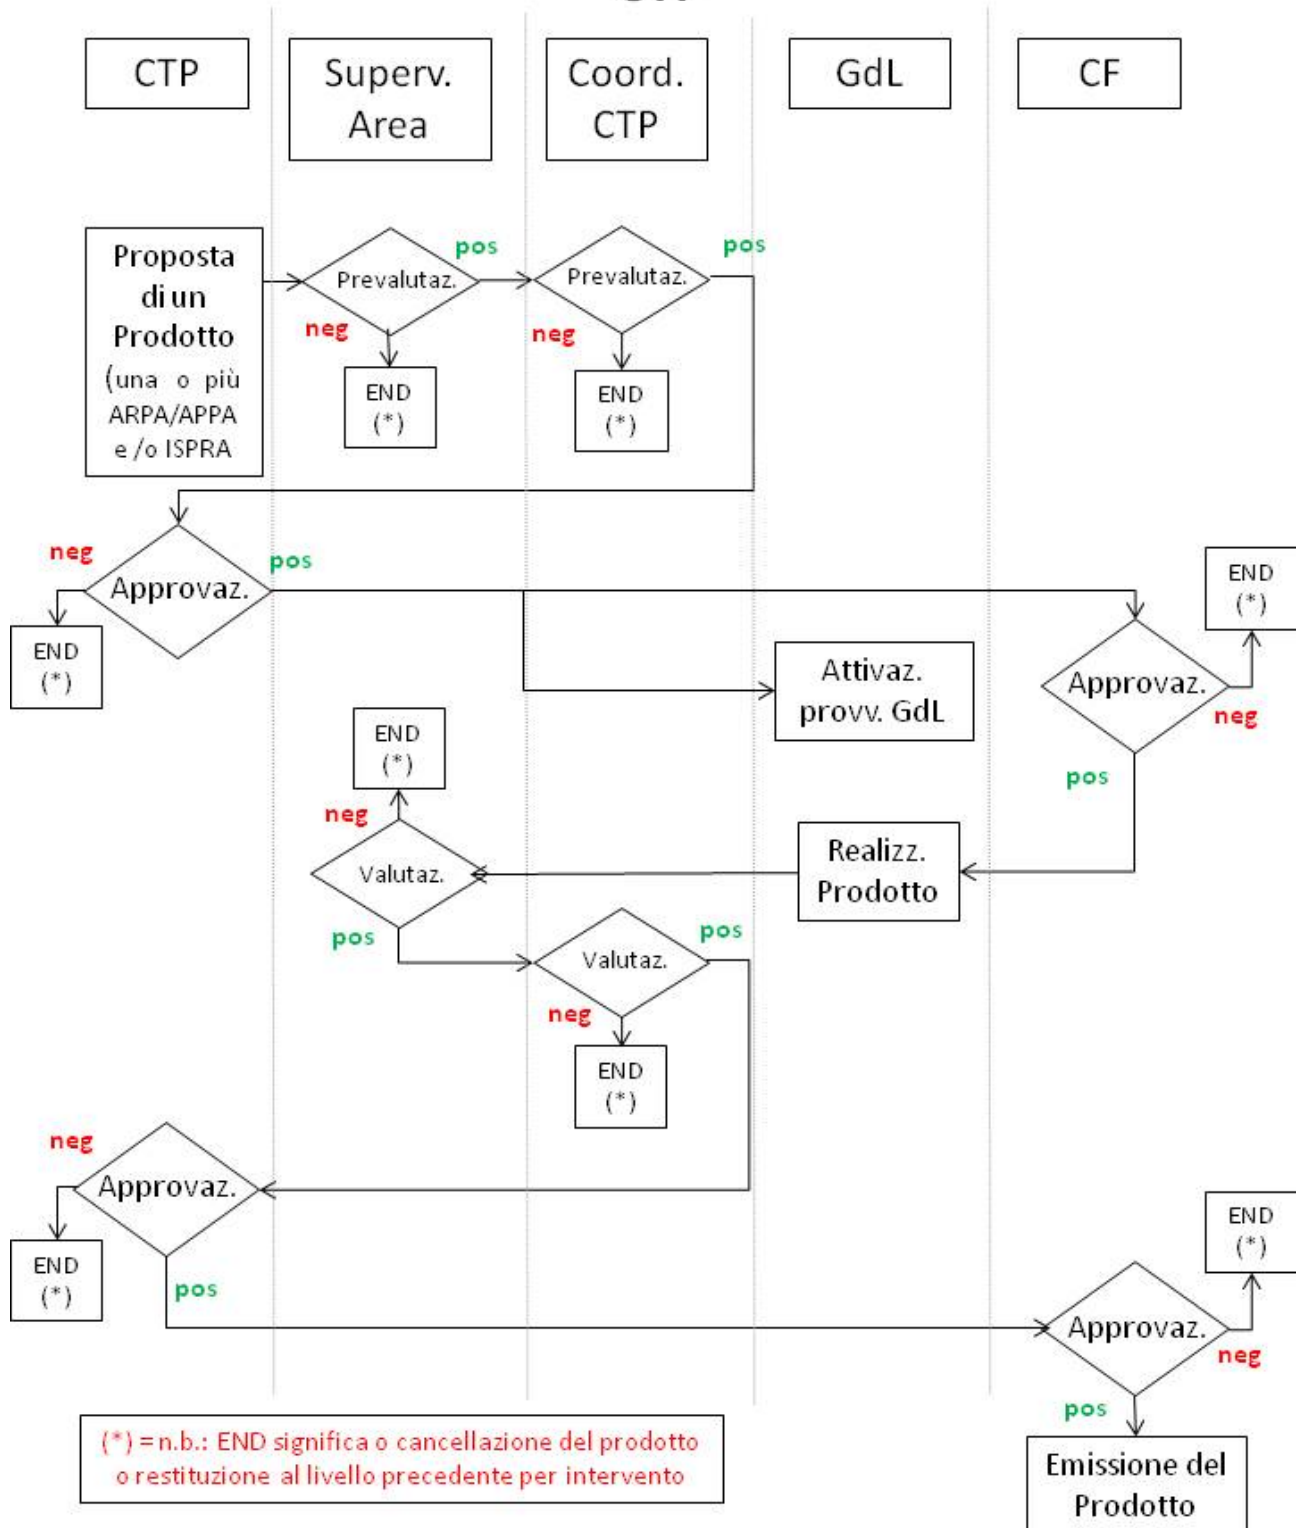 CTP
Superv.
Area
Coord.
CTP
GdL
CF
Proposta
di un
Prodotto
(una o più
ARPA/APPA
e /o ISPRA
Prevalutaz.
pos
neg
END
(*)
Prevalutaz.
pos
neg
END
(*)
neg
Approvaz.
pos
END
(*)
END
(*)
Approvaz.
neg
pos
Attivaz.
provv. GdL
END
(*)
neg
Valutaz.
pos
Realizz.
Prodotto
Valutaz.
pos
neg
END
(*)
neg
Approvaz.
pos
END
(*)
END
(*)
Approvaz.
neg
pos
Emissione del
Prodotto
(*) = n.b.: END significa o cancellazione del prodotto
o restituzione al livello precedente per intervento